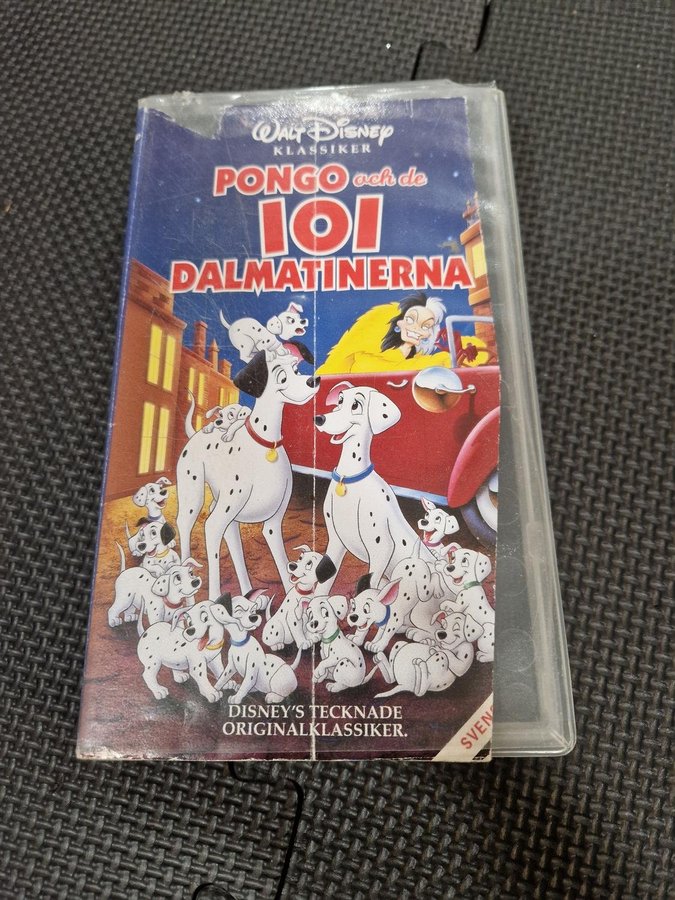 WALT DISNEY
KLASSIKER
PONGO och de
101
DALMATINERNA
DISNEY'S TECKNADE
ORIGINALKLASSIKER.